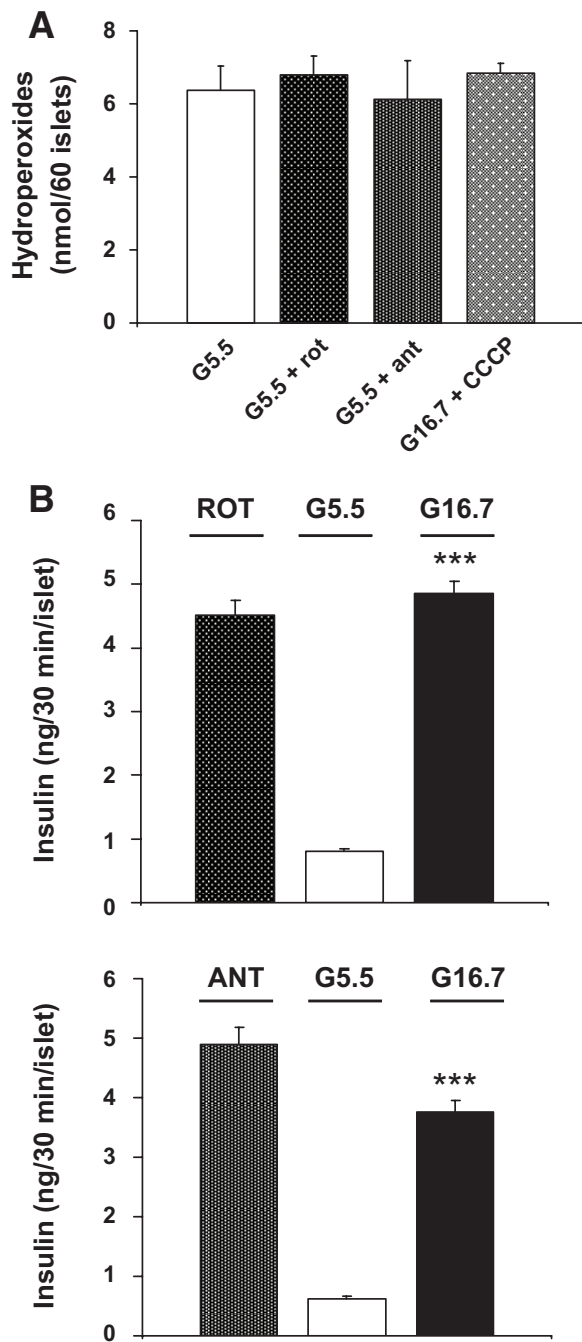 A
Hydroperoxides
(nmol/60 islets)
8
6
4
2
0
G5.5
G5.5 + rot
G5.5 + ant
G16.7 + CCCP
B
ROT G5.5 G16.7
***
Insulin (ng/30 min/islet)
6
5
4
3
2
1
0
ANT G5.5 G16.7
***
Insulin (ng/30 min/islet)
6
5
4
3
2
1
0